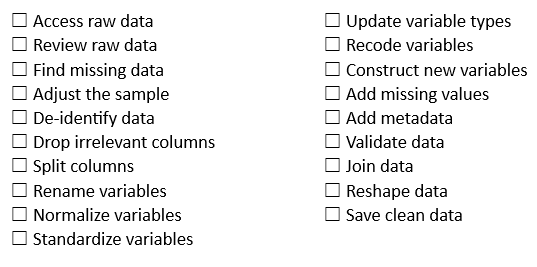 ☐ Access raw data
☐ Review raw data
☐ Find missing data
☐ Adjust the sample
☐ De-identify data
☐ Drop irrelevant columns
☐ Split columns
☐ Rename variables
☐ Normalize variables
☐ Standardize variables
☐ Update variable types
☐ Recode variables
☐ Construct new variables
☐ Add missing values
☐ Add metadata
☐ Validate data
☐ Join data
☐ Reshape data
☐ Save clean data